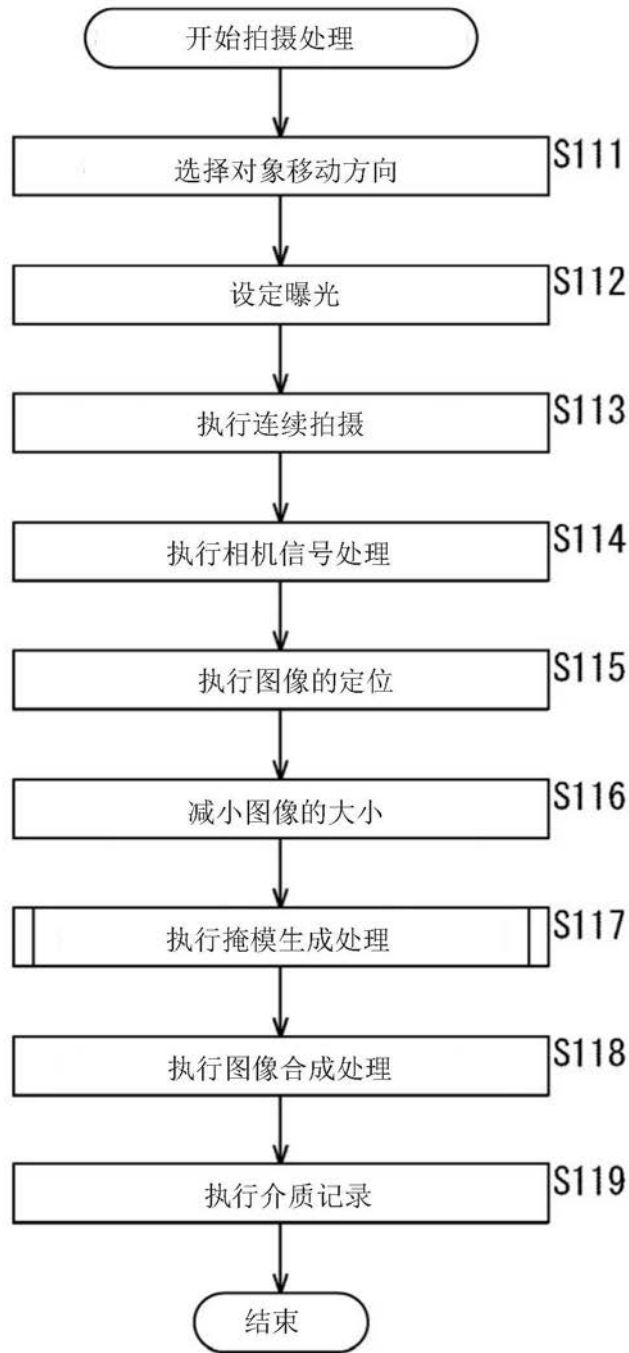 开始拍摄处理
选择对象移动方向 S111
设定曝光 S112
执行连续拍摄 S113
执行相机信号处理 S114
执行图像的定位 S115
减小图像的大小 S116
执行掩模生成处理 S117
执行图像合成处理 S118
执行介质记录 S119
结束